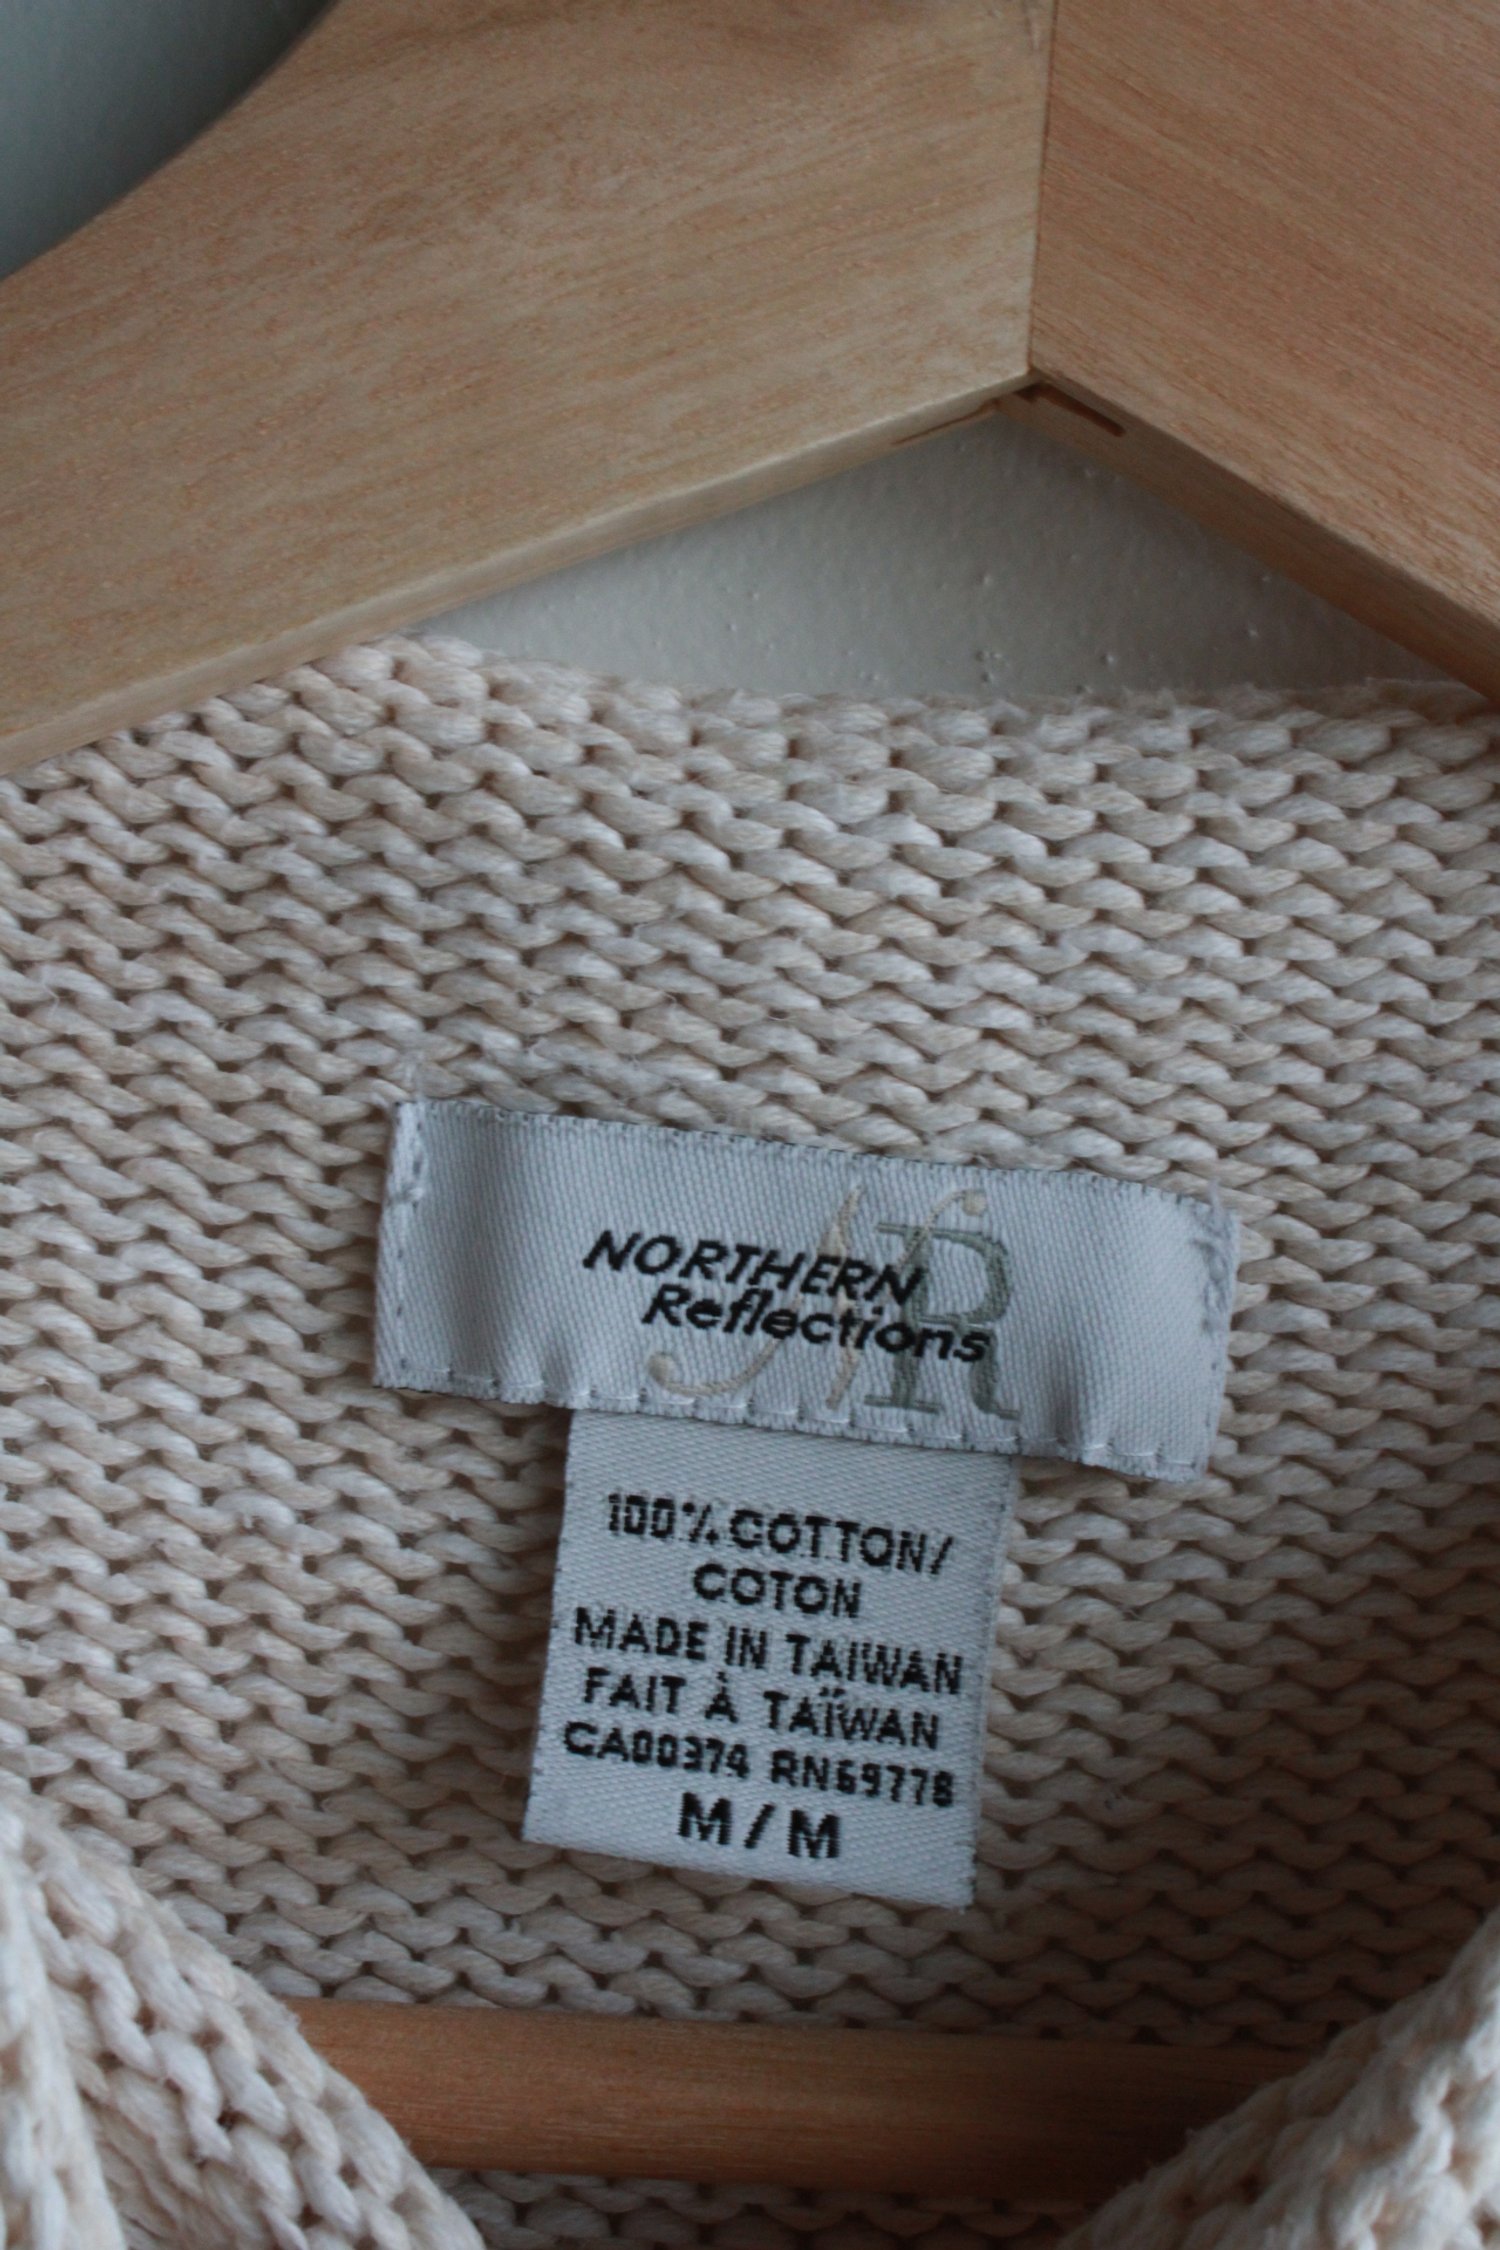 NR
NORTHERN
Reflections
100% COTTON/
COTON
MADE IN TAIWAN
FAIT À TAÏWAN
CA00374 RN69778
M/M